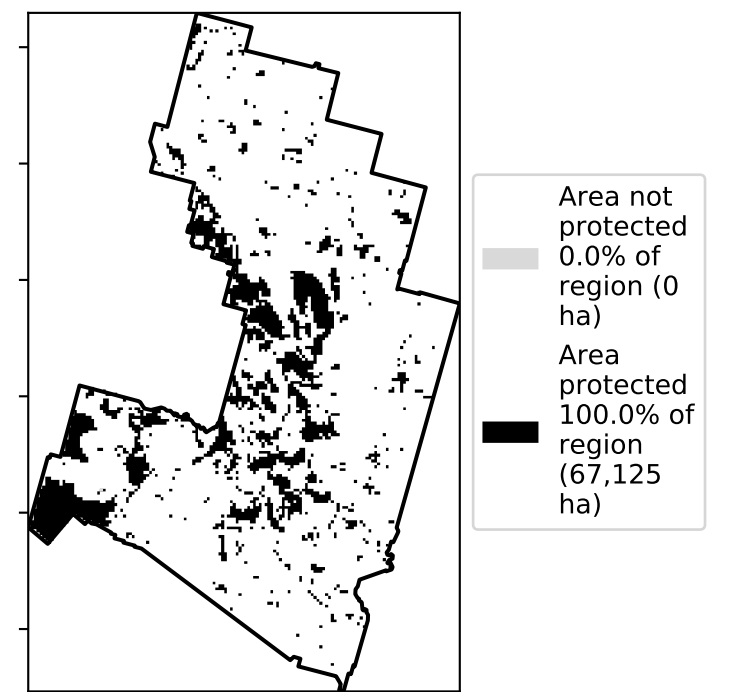 Area not
protected
0.0% of
region (0
ha)
Area
protected
100.0% of
region
(67,125
ha)